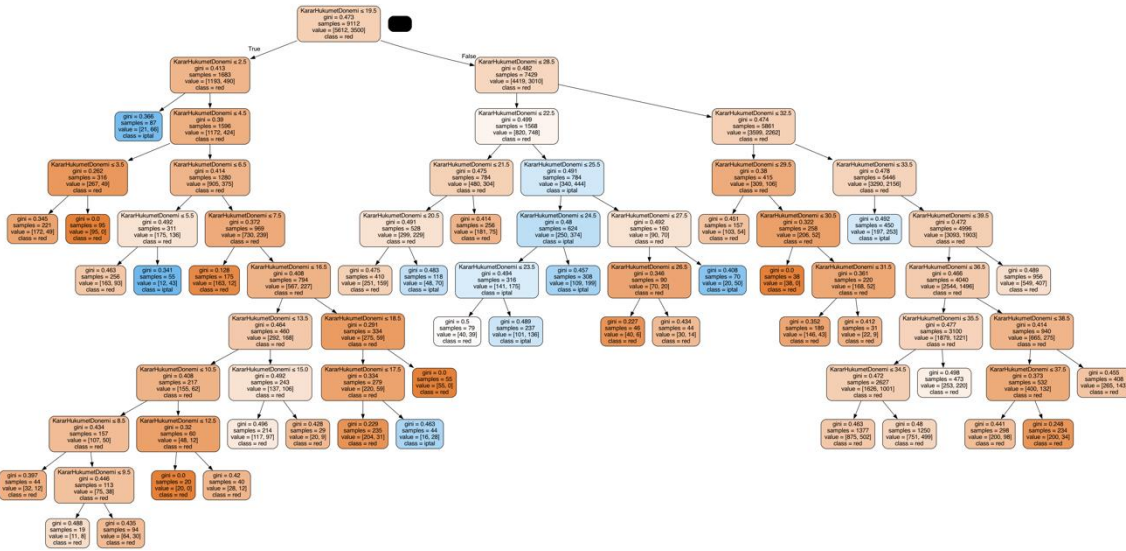 KararHukumetDonemi ≤ 19.5
gini = 0.473
samples = 9112
value = [5612, 3500]
class = red
True
False
KararHukumetDonemi ≤ 2.5
gini = 0.413
samples = 1683
value = [1193, 490]
class = red
KararHukumetDonemi ≤ 28.5
gini = 0.482
samples = 7429
value = [4419, 3010]
class = red
gini = 0.366
samples = 87
value = [21, 66]
class = iptal
KararHukumetDonemi ≤ 4.5
gini = 0.39
samples = 1596
value = [1172, 424]
class = red
KararHukumetDonemi ≤ 22.5
gini = 0.499
samples = 1568
value = [820, 748]
class = red
KararHukumetDonemi ≤ 32.5
gini = 0.474
samples = 5861
value = [3599, 2262]
class = red
KararHukumetDonemi ≤ 3.5
gini = 0.262
samples = 316
value = [267, 49]
class = red
KararHukumetDonemi ≤ 6.5
gini = 0.414
samples = 1280
value = [905, 375]
class = red
KararHukumetDonemi ≤ 21.5
gini = 0.475
samples = 784
value = [480, 304]
class = red
KararHukumetDonemi ≤ 25.5
gini = 0.491
samples = 784
value = [340, 444]
class = iptal
KararHukumetDonemi ≤ 29.5
gini = 0.38
samples = 415
value = [309, 106]
class = red
KararHukumetDonemi ≤ 33.5
gini = 0.478
samples = 5446
value = [3290, 2156]
class = red
gini = 0.345
samples = 221
value = [172, 49]
class = red
gini = 0.0
samples = 95
value = [95, 0]
class = red
KararHukumetDonemi ≤ 5.5
gini = 0.492
samples = 311
value = [175, 136]
class = red
KararHukumetDonemi ≤ 7.5
gini = 0.372
samples = 969
value = [730, 239]
class = red
KararHukumetDonemi ≤ 20.5
gini = 0.491
samples = 528
value = [299, 229]
class = red
gini = 0.414
samples = 256
value = [181, 75]
class = red
KararHukumetDonemi ≤ 24.5
gini = 0.48
samples = 624
value = [250, 374]
class = iptal
KararHukumetDonemi ≤ 27.5
gini = 0.492
samples = 160
value = [90, 70]
class = red
gini = 0.451
samples = 157
value = [103, 54]
class = red
KararHukumetDonemi ≤ 30.5
gini = 0.322
samples = 258
value = [206, 52]
class = red
gini = 0.492
samples = 450
value = [197, 253]
class = iptal
KararHukumetDonemi ≤ 39.5
gini = 0.472
samples = 4996
value = [3093, 1903]
class = red
gini = 0.463
samples = 256
value = [163, 93]
class = red
gini = 0.341
samples = 55
value = [12, 43]
class = iptal
gini = 0.128
samples = 175
value = [163, 12]
class = red
KararHukumetDonemi ≤ 16.5
gini = 0.408
samples = 794
value = [567, 227]
class = red
gini = 0.475
samples = 410
value = [251, 159]
class = red
gini = 0.483
samples = 118
value = [48, 70]
class = iptal
KararHukumetDonemi ≤ 23.5
gini = 0.494
samples = 316
value = [141, 175]
class = iptal
gini = 0.457
samples = 308
value = [109, 199]
class = iptal
KararHukumetDonemi ≤ 26.5
gini = 0.346
samples = 90
value = [70, 20]
class = red
gini = 0.408
samples = 70
value = [20, 50]
class = iptal
gini = 0.0
samples = 38
value = [38, 0]
class = red
KararHukumetDonemi ≤ 31.5
gini = 0.361
samples = 220
value = [168, 52]
class = red
KararHukumetDonemi ≤ 36.5
gini = 0.466
samples = 4040
value = [2544, 1496]
class = red
gini = 0.489
samples = 956
value = [549, 407]
class = red
KararHukumetDonemi ≤ 13.5
gini = 0.464
samples = 460
value = [292, 168]
class = red
KararHukumetDonemi ≤ 18.5
gini = 0.291
samples = 334
value = [275, 59]
class = red
gini = 0.5
samples = 79
value = [40, 39]
class = red
gini = 0.489
samples = 237
value = [101, 136]
class = iptal
gini = 0.227
samples = 46
value = [40, 6]
class = red
gini = 0.434
samples = 44
value = [30, 14]
class = red
gini = 0.352
samples = 189
value = [146, 43]
class = red
gini = 0.412
samples = 31
value = [22, 9]
class = red
KararHukumetDonemi ≤ 35.5
gini = 0.477
samples = 3100
value = [1879, 1221]
class = red
KararHukumetDonemi ≤ 38.5
gini = 0.414
samples = 940
value = [665, 275]
class = red
KararHukumetDonemi ≤ 10.5
gini = 0.408
samples = 217
value = [155, 62]
class = red
KararHukumetDonemi ≤ 15.0
gini = 0.492
samples = 243
value = [137, 106]
class = red
KararHukumetDonemi ≤ 17.5
gini = 0.334
samples = 279
value = [220, 59]
class = red
gini = 0.0
samples = 55
value = [55, 0]
class = red
KararHukumetDonemi ≤ 34.5
gini = 0.472
samples = 2627
value = [1626, 1001]
class = red
gini = 0.498
samples = 473
value = [253, 220]
class = red
KararHukumetDonemi ≤ 37.5
gini = 0.373
samples = 532
value = [400, 132]
class = red
gini = 0.455
samples = 408
value = [265, 143]
class = red
KararHukumetDonemi ≤ 8.5
gini = 0.434
samples = 157
value = [107, 50]
class = red
KararHukumetDonemi ≤ 12.5
gini = 0.32
samples = 60
value = [48, 12]
class = red
gini = 0.496
samples = 214
value = [117, 97]
class = red
gini = 0.428
samples = 29
value = [20, 9]
class = red
gini = 0.229
samples = 235
value = [204, 31]
class = red
gini = 0.463
samples = 44
value = [16, 28]
class = iptal
gini = 0.463
samples = 1377
value = [875, 502]
class = red
gini = 0.48
samples = 1250
value = [751, 499]
class = red
gini = 0.441
samples = 298
value = [200, 98]
class = red
gini = 0.248
samples = 234
value = [200, 34]
class = red
gini = 0.397
samples = 44
value = [32, 12]
class = red
KararHukumetDonemi ≤ 9.5
gini = 0.446
samples = 113
value = [75, 38]
class = red
gini = 0.0
samples = 20
value = [20, 0]
class = red
gini = 0.42
samples = 40
value = [28, 12]
class = red
gini = 0.488
samples = 19
value = [11, 8]
class = red
gini = 0.435
samples = 94
value = [64, 30]
class = red